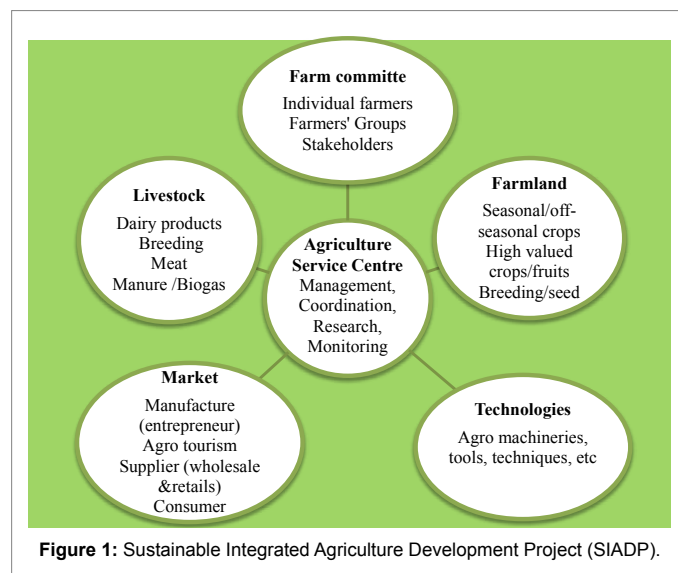 Farm committe
Individual farmers
Farmers' Groups
Stakeholders
Livestock
Dairy products
Breeding
Meat
Manure /Biogas
Farmland
Seasonal/off-
seasonal crops
High valued
crops/fruits
Breeding/seed
Agriculture
Service Centre
Management,
Coordination,
Research,
Monitoring
Market
Manufacture
(entrepreneur)
Agro tourism
Supplier (wholesale
&retails)
Consumer
Technologies
Agro machineries,
tools, techniques, etc
Figure 1: Sustainable Integrated Agriculture Development Project (SIADP).